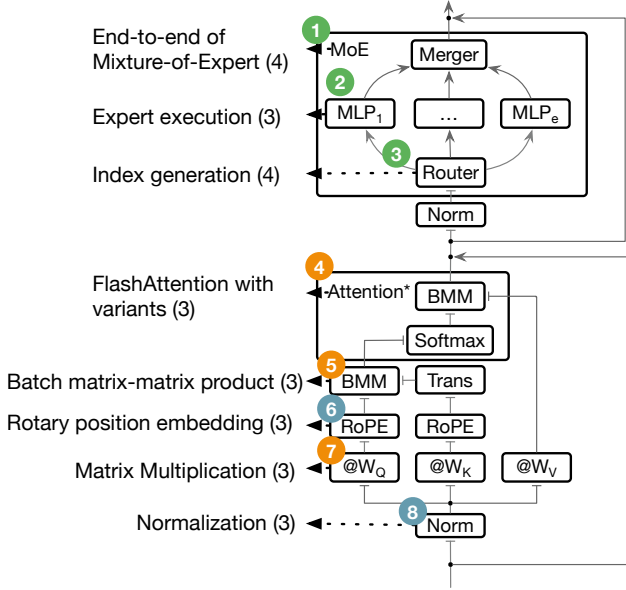 1
End-to-end of
Mixture-of-Expert (4)
MoE
Merger
2
Expert execution (3)
MLP1
...
MLPe
3
Index generation (4)
Router
Norm
4
FlashAttention with
variants (3)
Attention*
BMM
Softmax
5
Batch matrix-matrix product (3)
BMM
Trans
6
Rotary position embedding (3)
RoPE
RoPE
7
Matrix Multiplication (3)
@WQ
@WK
@WV
8
Normalization (3)
Norm